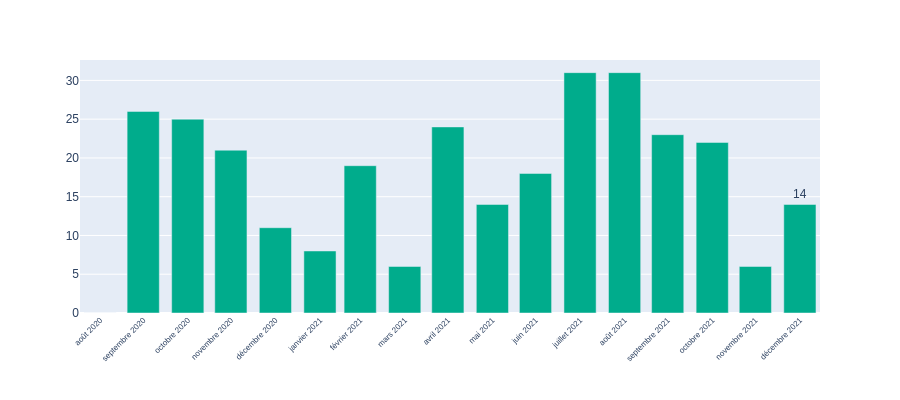 30
25
20
15
10
5
0
14
août 2020
septembre 2020
octobre 2020
novembre 2020
décembre 2020
janvier 2021
février 2021
mars 2021
avril 2021
mai 2021
juin 2021
juillet 2021
août 2021
septembre 2021
octobre 2021
novembre 2021
décembre 2021